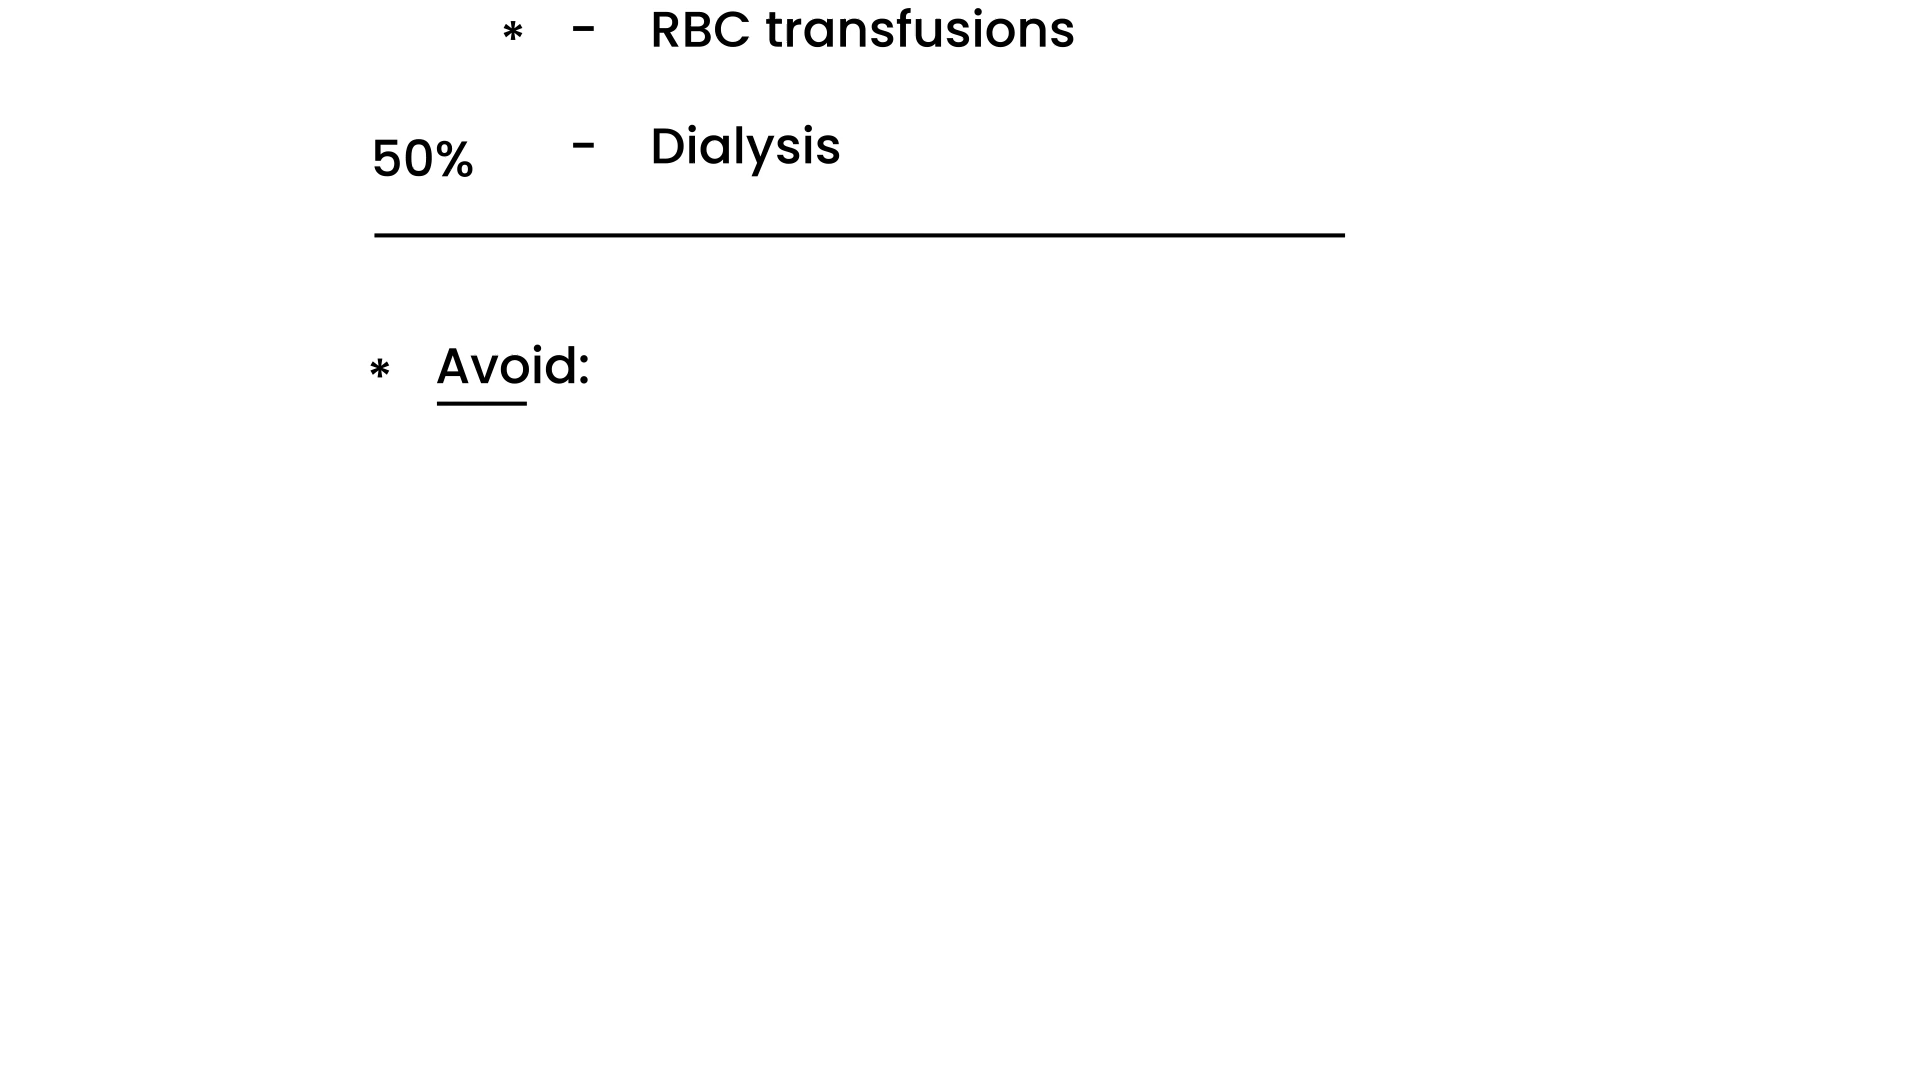 * - RBC transfusions
50% - Dialysis
* Avoid: